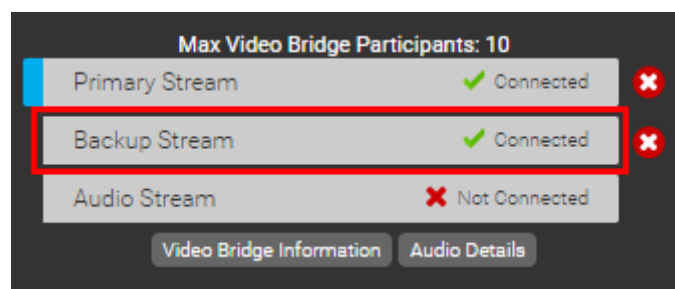 Max Video Bridge Participants: 10
Primary Stream Connected
Backup Stream Connected
Audio Stream Not Connected
Video Bridge Information Audio Details